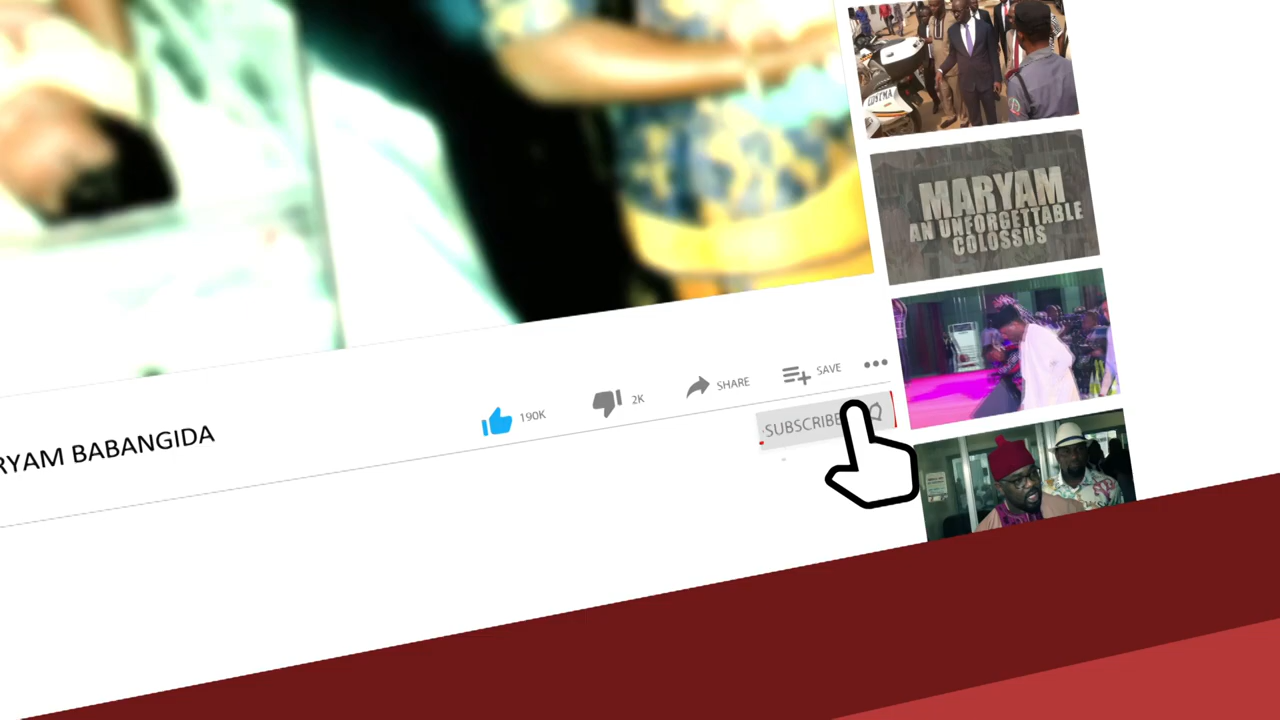 MARYAM
AN UNFORGETTABLE
COLOSSUS
190K
2K
SHARE
SAVE
RYAM BABANGIDA
SUBSCRIBE